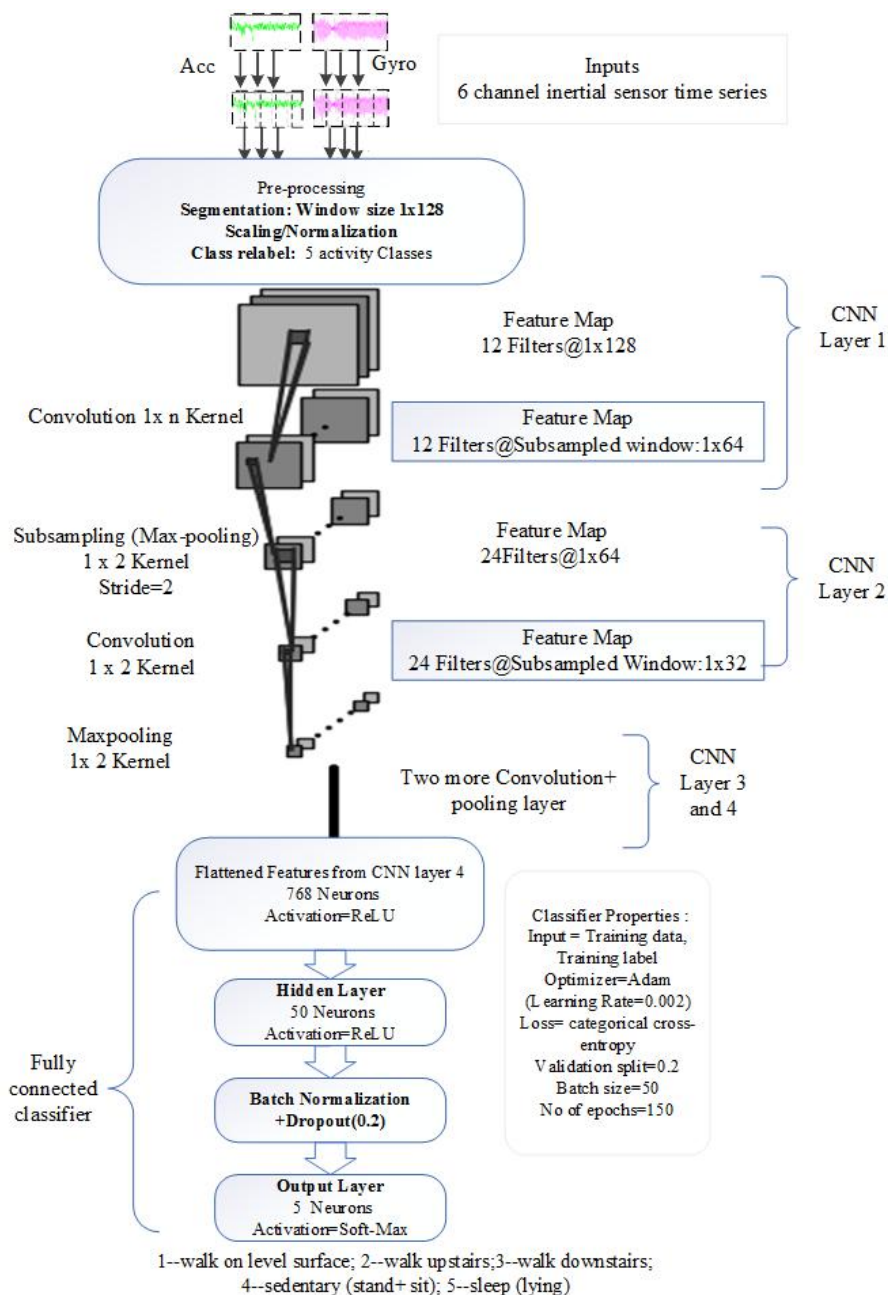 Acc
Gyro
Inputs
6 channel inertial sensor time series
Pre-processing
Segmentation: Window size 1x128
Scaling/Normalization
Class relabel: 5 activity Classes
Feature Map
12 Filters@1x128
CNN
Layer 1
Convolution 1x n Kernel
Feature Map
12 Filters@Subsampled window:1x64
Subsampling (Max-pooling)
1 x 2 Kernel
Stride=2
Feature Map
24Filters@1x64
CNN
Layer 2
Convolution
1 x 2 Kernel
Feature Map
24 Filters@Subsampled Window:1x32
Maxpooling
1x 2 Kernel
Two more Convolution+
pooling layer
CNN
Layer 3
and 4
Flattened Features from CNN layer 4
768 Neurons
Activation=ReLU
Classifier Properties :
Input = Training data,
Training label
Optimizer=Adam
(Learning Rate=0.002)
Loss= categorical cross-
entropy
Validation split=0.2
Batch size=50
No of epochs=150
Hidden Layer
50 Neurons
Activation=ReLU
Fully
connected
classifier
Batch Normalization
+Dropout(0.2)
Output Layer
5 Neurons
Activation=Soft-Max
1--walk on level surface; 2--walk upstairs;3--walk downstairs;
4--sedentary (stand+ sit); 5--sleep (lying)